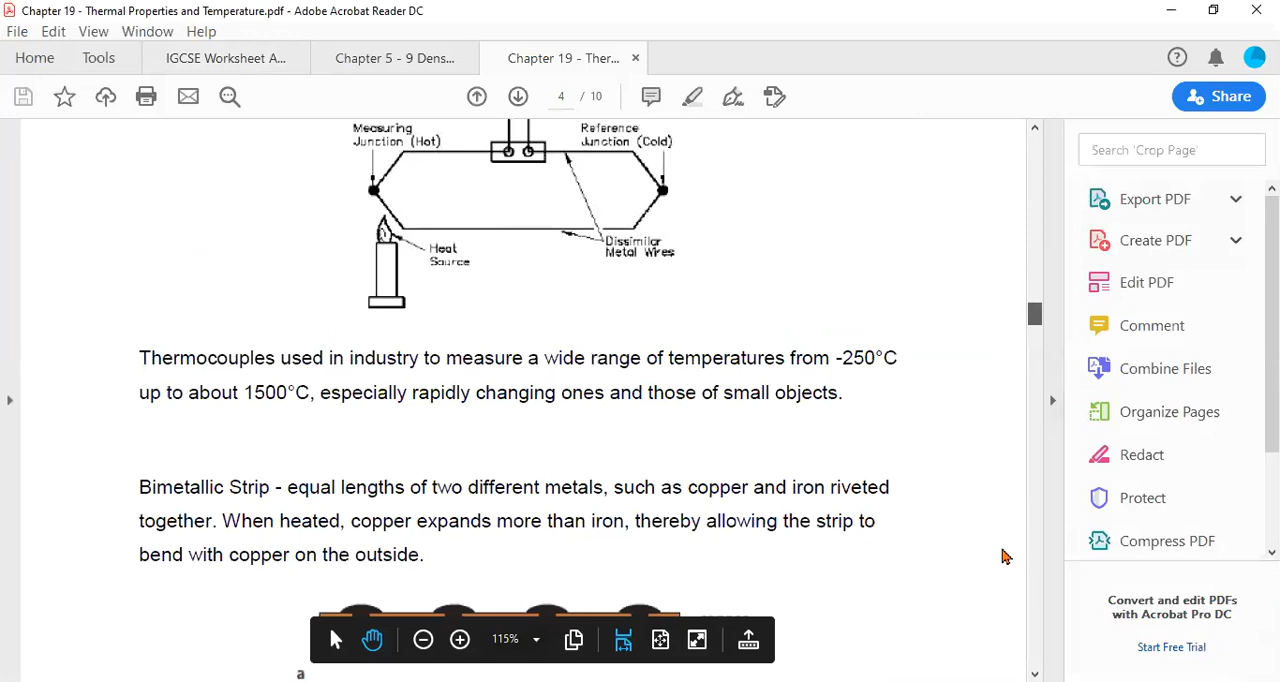 Chapter 19 - Thermal Properties and Temperature.pdf - Adobe Acrobat Reader DC
File Edit View Window Help
Home Tools IGCSE Worksheet A... Chapter 5 - 9 Dens... Chapter 19 - Ther... ×
4 / 10
Share
Measuring
Junction (Hot)
Reference
Junction (Cold)
Heat
Source
Dissimilar
Metal Wires
Thermocouples used in industry to measure a wide range of temperatures from -250°C
up to about 1500°C, especially rapidly changing ones and those of small objects.
Bimetallic Strip - equal lengths of two different metals, such as copper and iron riveted
together. When heated, copper expands more than iron, thereby allowing the strip to
bend with copper on the outside.
115%
a
Search 'Crop Page'
Export PDF
Create PDF
Edit PDF
Comment
Combine Files
Organize Pages
Redact
Protect
Compress PDF
Convert and edit PDFs
with Acrobat Pro DC
Start Free Trial